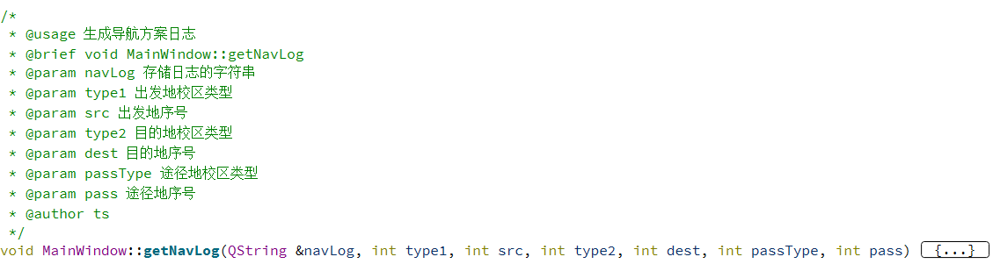 /*
 * @usage 生成导航方案日志
 * @brief void MainWindow::getNavLog
 * @param navLog 存储日志的字符串
 * @param type1 出发地校区类型
 * @param src 出发地序号
 * @param type2 目的地校区类型
 * @param dest 目的地序号
 * @param passType 途径地校区类型
 * @param pass 途径地序号
 * @author ts
 */
void MainWindow::getNavLog(QString &navLog, int type1, int src, int type2, int dest, int passType, int pass) {...}